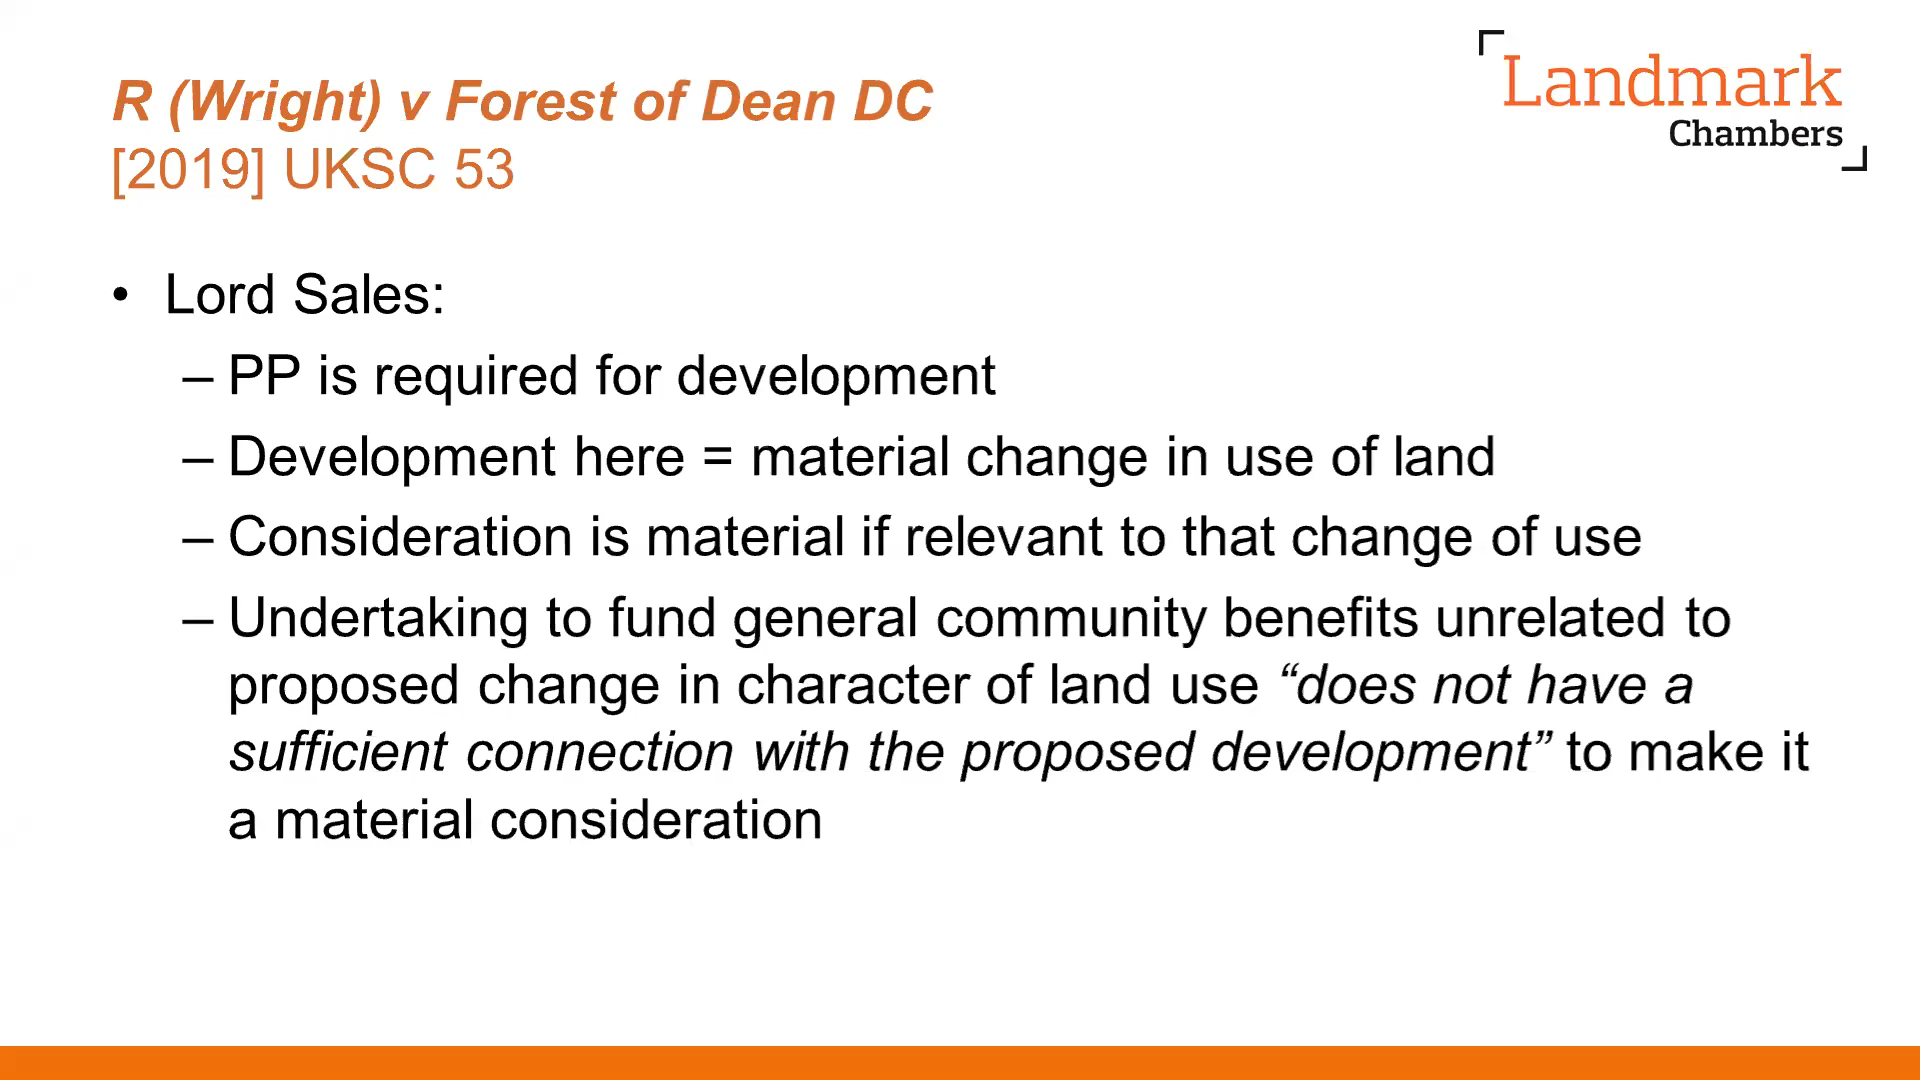 R (Wright) v Forest of Dean DC
[2019] UKSC 53
Landmark
Chambers
• Lord Sales:
– PP is required for development
– Development here = material change in use of land
– Consideration is material if relevant to that change of use
– Undertaking to fund general community benefits unrelated to
proposed change in character of land use “does not have a
sufficient connection with the proposed development” to make it
a material consideration